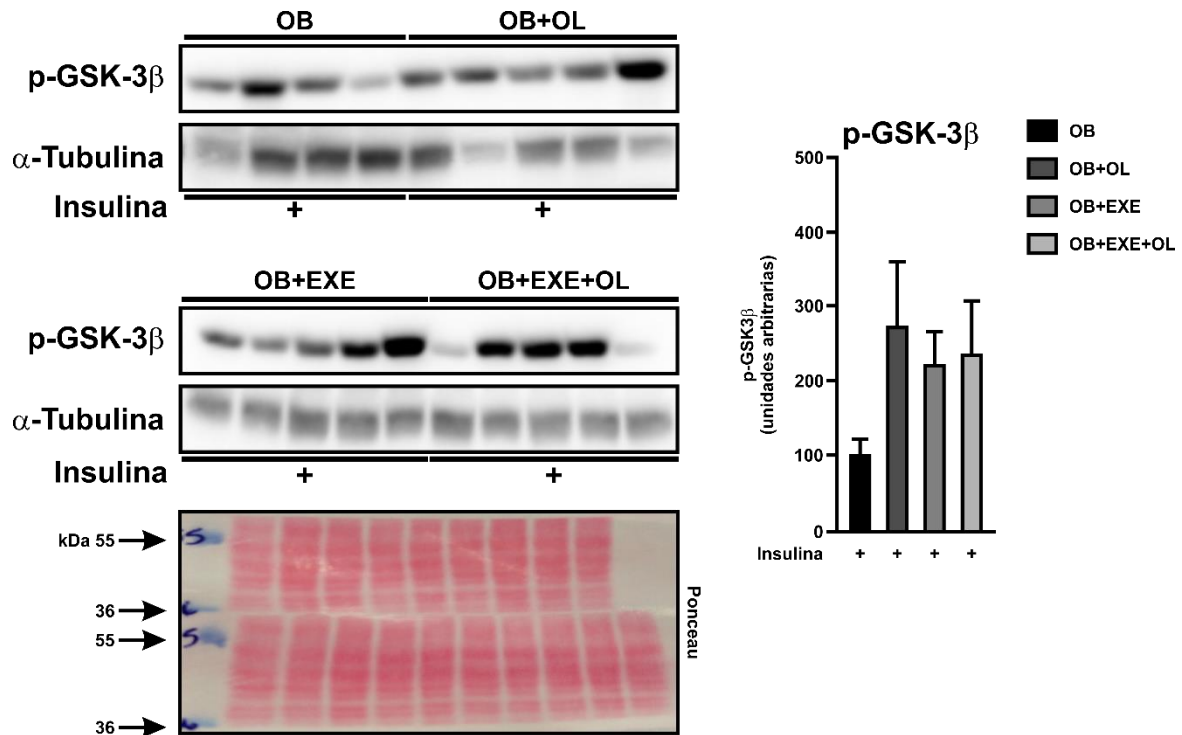 OB OB+OL
p-GSK-3β
α-Tubulina
Insulina + +
OB+EXE OB+EXE+OL
p-GSK-3β
α-Tubulina
Insulina + +
kDa 55
36
55
36
Ponceau
p-GSK-3β
p-GSK3β
(unidades arbitrarias)
500
400
300
200
100
0
Insulina + + + +
OB
OB+OL
OB+EXE
OB+EXE+OL